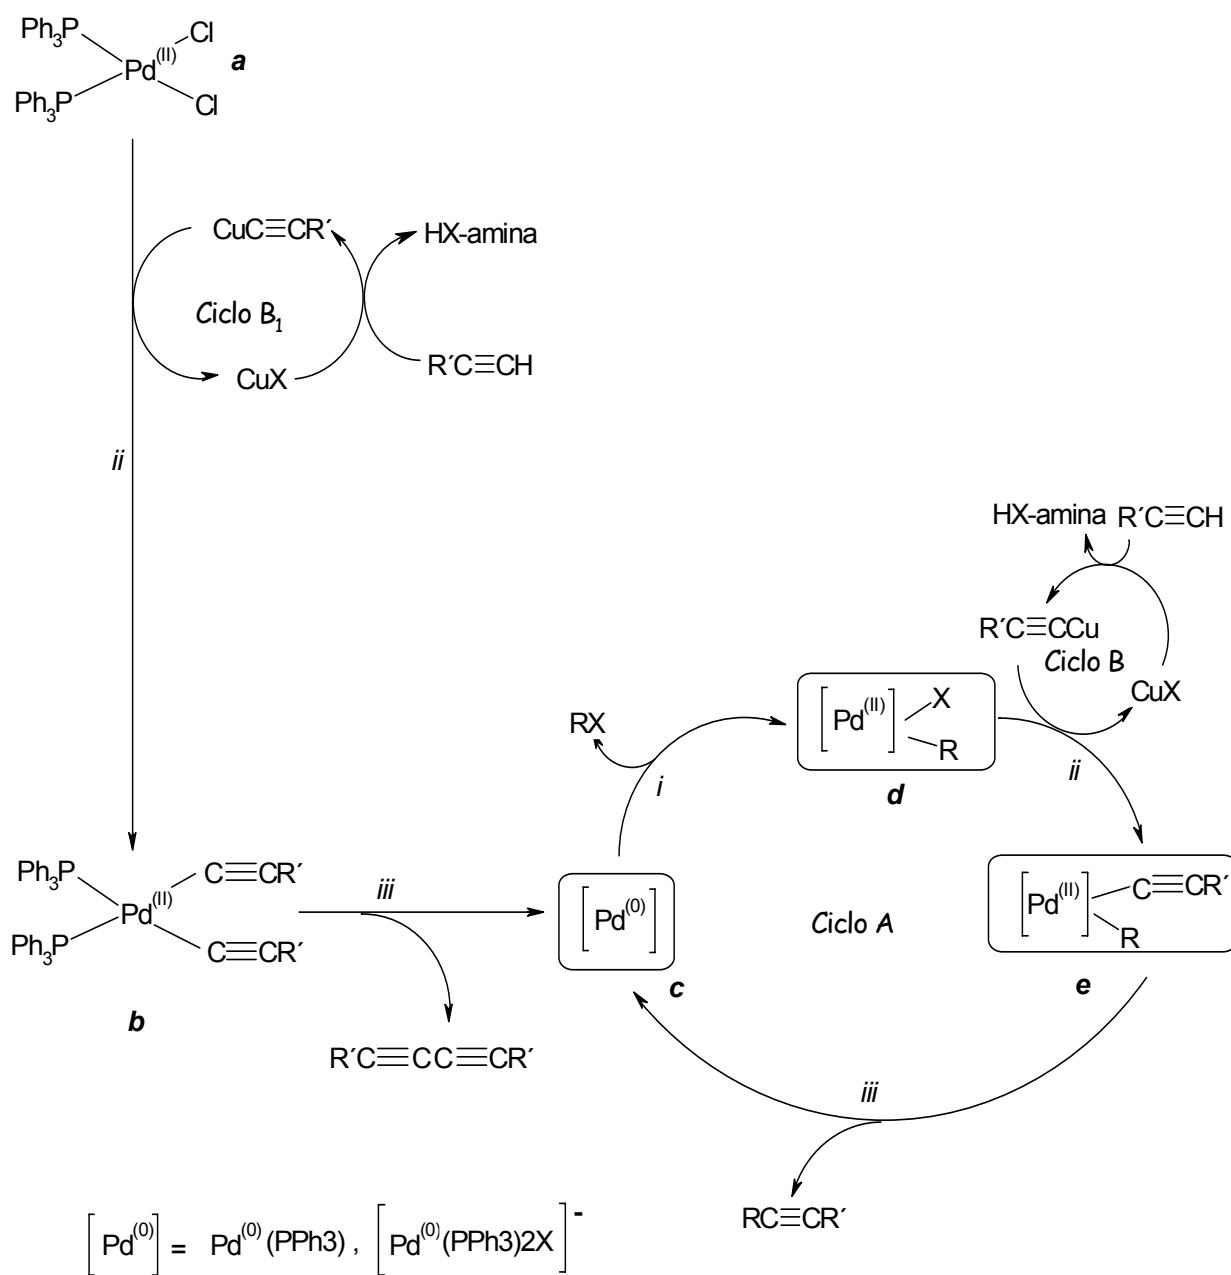 Ph3P Cl
Pd(II) a
Ph3P Cl
CuC≡CR´ HX-amina
Ciclo B1
CuX R´C≡CH
ii
HX-amina R´C≡CH
R´C≡CCu
Ciclo B
CuX
RX
[Pd(II)] X
R
i
d
ii
Ph3P C≡CR´
Pd(II)
Ph3P C≡CR´
iii
[Pd(0)]
Ciclo A
[Pd(II)] C≡CR´
R
b
c
e
R´C≡CC≡CR´
iii
RC≡CR´
[Pd(0)] = Pd(0)(PPh3) , [Pd(0)(PPh3)2X]-